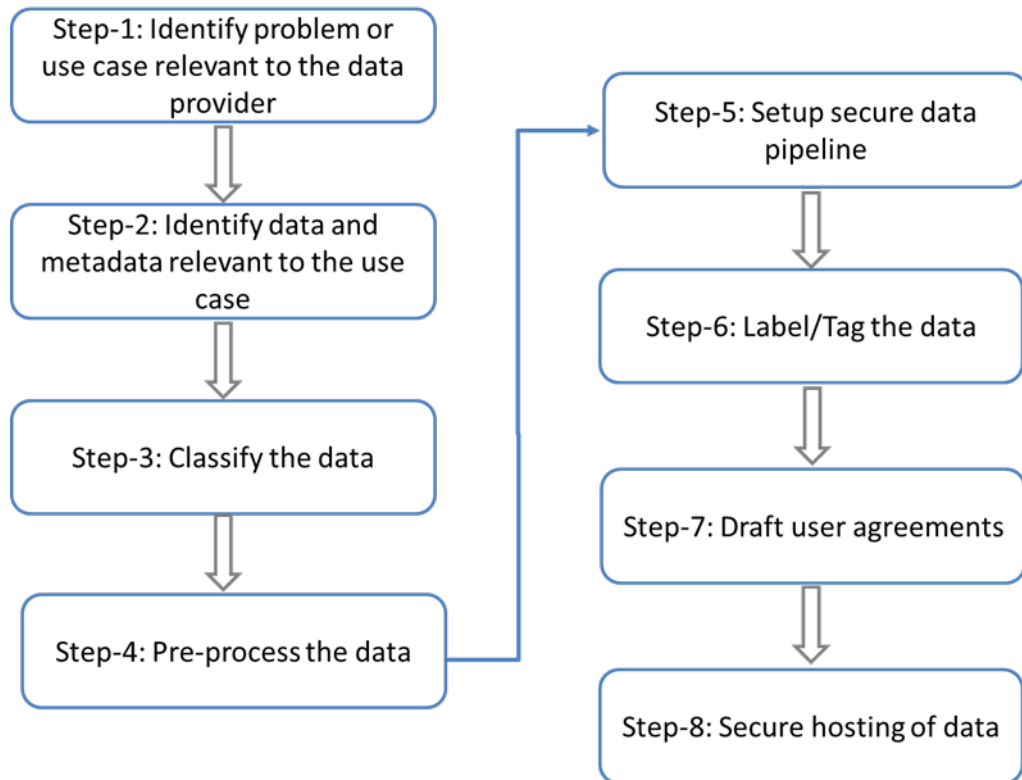 Step-1: Identify problem or
use case relevant to the data
provider
Step-2: Identify data and
metadata relevant to the use
case
Step-3: Classify the data
Step-4: Pre-process the data
Step-5: Setup secure data
pipeline
Step-6: Label/Tag the data
Step-7: Draft user agreements
Step-8: Secure hosting of data